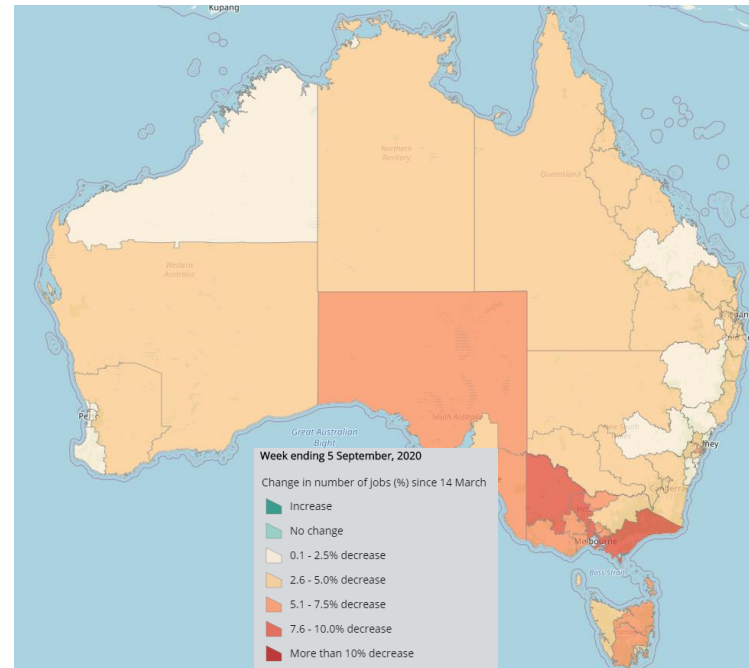 Kupang
Northern
Territory
Queensland
Western
Australia
South Australia
Great Australian
Bight
Canberra
Melbourne
Bass Strait
Week ending 5 September, 2020
Change in number of jobs (%) since 14 March
Increase
No change
0.1 - 2.5% decrease
2.6 - 5.0% decrease
5.1 - 7.5% decrease
7.6 - 10.0% decrease
More than 10% decrease